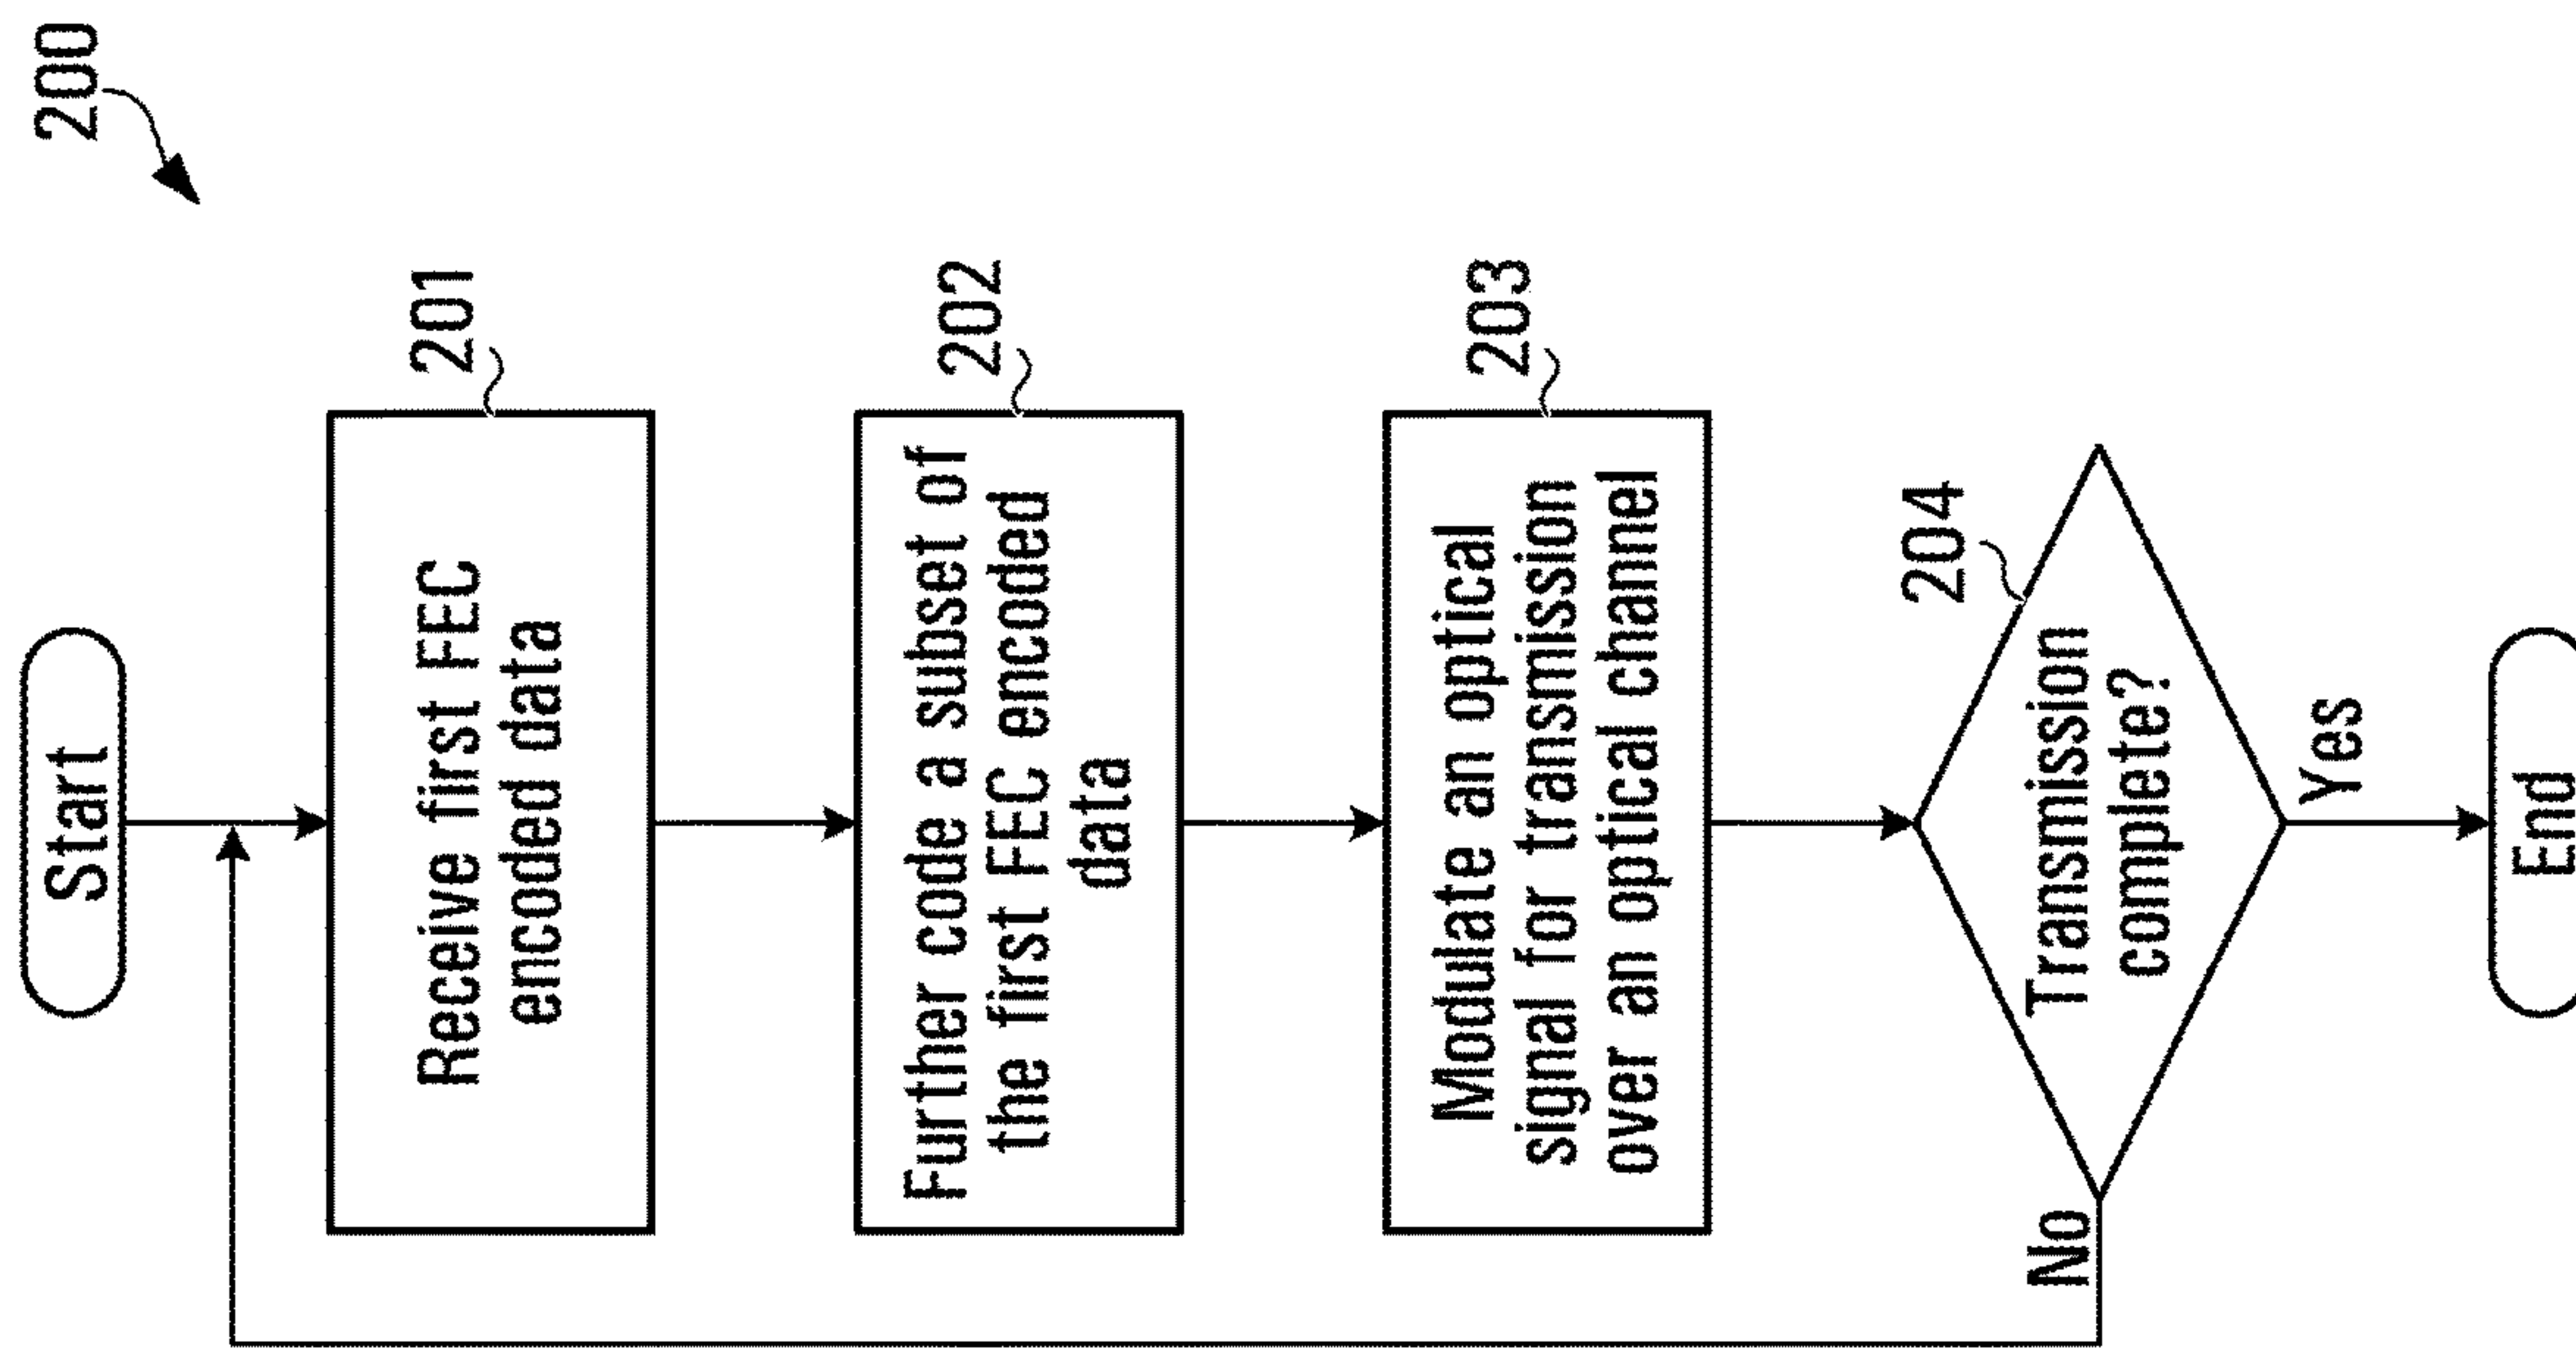 200
Start
201
Receive first FEC
encoded data
202
Further code a subset of
the first FEC encoded
data
203
Modulate an optical
signal for transmission
over an optical channel
204
Transmission
complete?
No
Yes
End